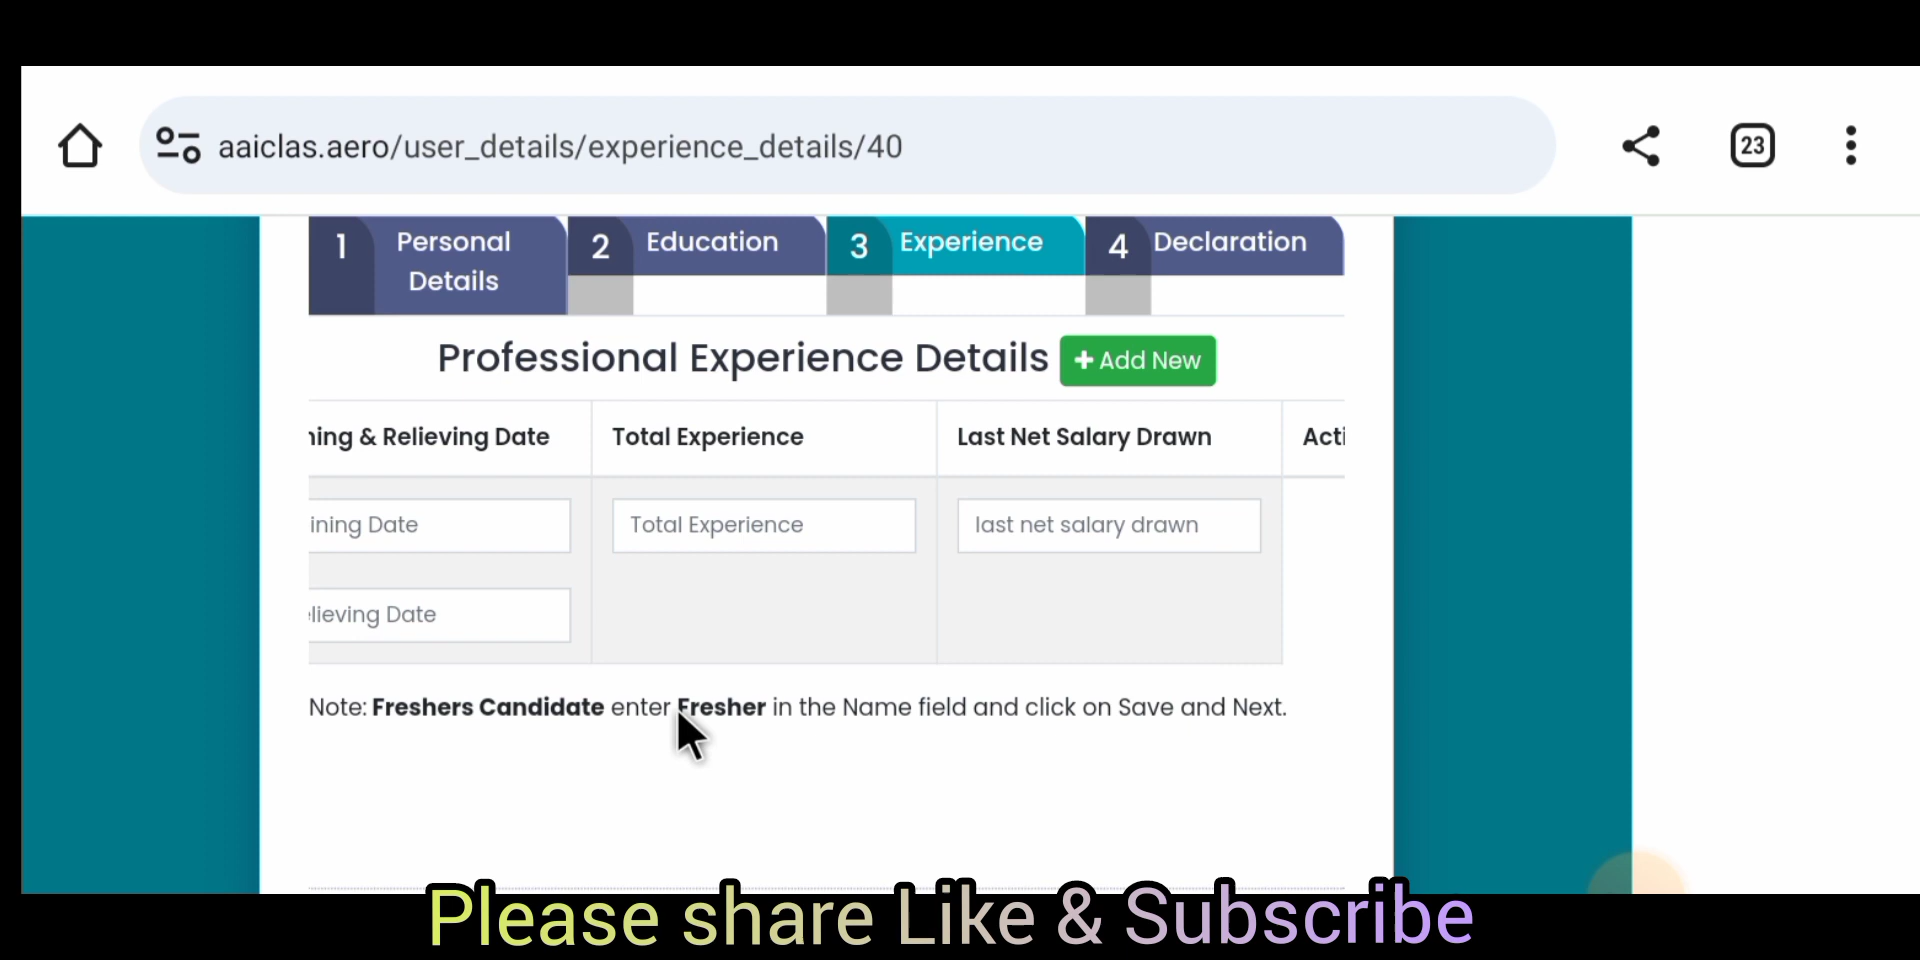 aaiclas.aero/user_details/experience_details/40
23
1 Personal Details
2 Education
3 Experience
4 Declaration
Professional Experience Details
+ Add New
ning & Relieving Date
Total Experience
Last Net Salary Drawn
Acti
ining Date
Total Experience
last net salary drawn
lieving Date
Note: Freshers Candidate enter Fresher in the Name field and click on Save and Next.
Please share Like & Subscribe